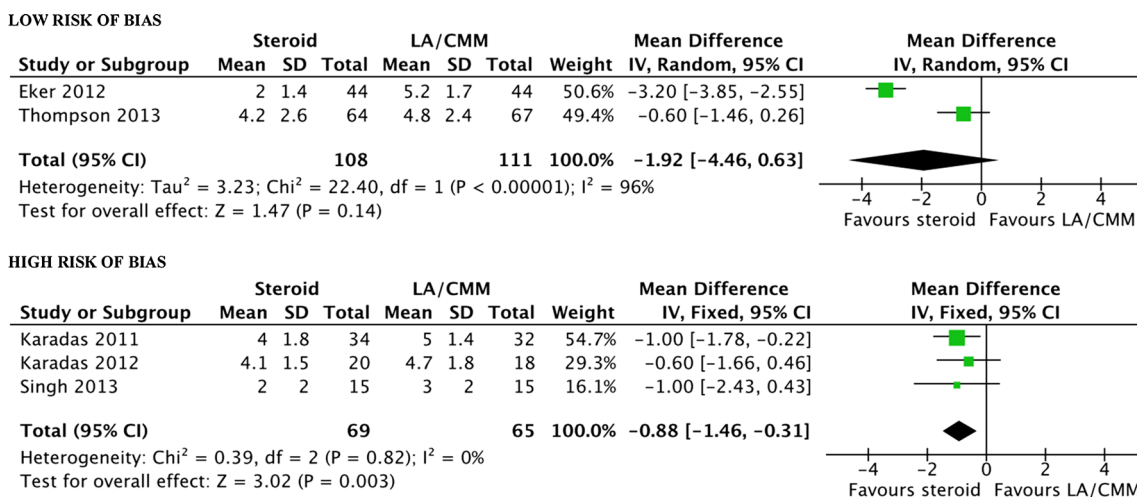 LOW RISK OF BIAS
Steroid LA/CMM Mean Difference Mean Difference
Study or Subgroup Mean SD Total Mean SD Total Weight IV, Random, 95% CI IV, Random, 95% CI
Eker 2012 2 1.4 44 5.2 1.7 44 50.6% -3.20 [-3.85, -2.55]
Thompson 2013 4.2 2.6 64 4.8 2.4 67 49.4% -0.60 [-1.46, 0.26]
Total (95% CI) 108 111 100.0% -1.92 [-4.46, 0.63]
Heterogeneity: Tau² = 3.23; Chi² = 22.40, df = 1 (P < 0.00001); I² = 96%
Test for overall effect: Z = 1.47 (P = 0.14)
-4 -2 0 2 4
Favours steroid Favours LA/CMM
HIGH RISK OF BIAS
Steroid LA/CMM Mean Difference Mean Difference
Study or Subgroup Mean SD Total Mean SD Total Weight IV, Fixed, 95% CI IV, Fixed, 95% CI
Karadas 2011 4 1.8 34 5 1.4 32 54.7% -1.00 [-1.78, -0.22]
Karadas 2012 4.1 1.5 20 4.7 1.8 18 29.3% -0.60 [-1.66, 0.46]
Singh 2013 2 2 15 3 2 15 16.1% -1.00 [-2.43, 0.43]
Total (95% CI) 69 65 100.0% -0.88 [-1.46, -0.31]
Heterogeneity: Chi² = 0.39, df = 2 (P = 0.82); I² = 0%
Test for overall effect: Z = 3.02 (P = 0.003)
-4 -2 0 2 4
Favours steroid Favours LA/CMM